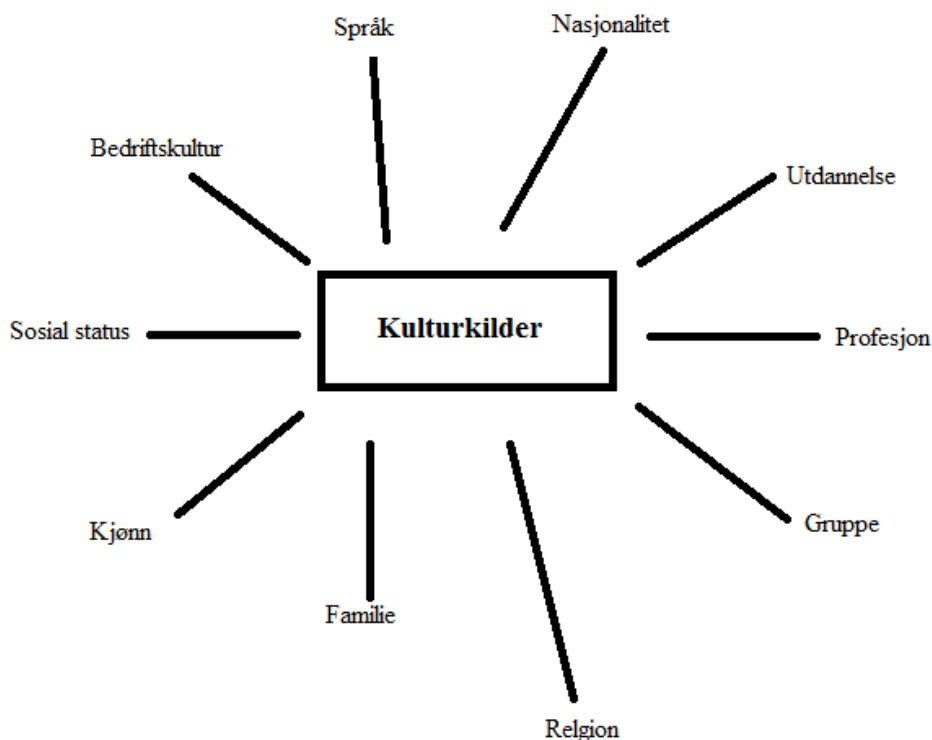 Språk
Nasjonalitet
Bedriftskultur
Utdannelse
Kulturkilder
Sosial status
Profesjon
Kjønn
Gruppe
Familie
Relgion